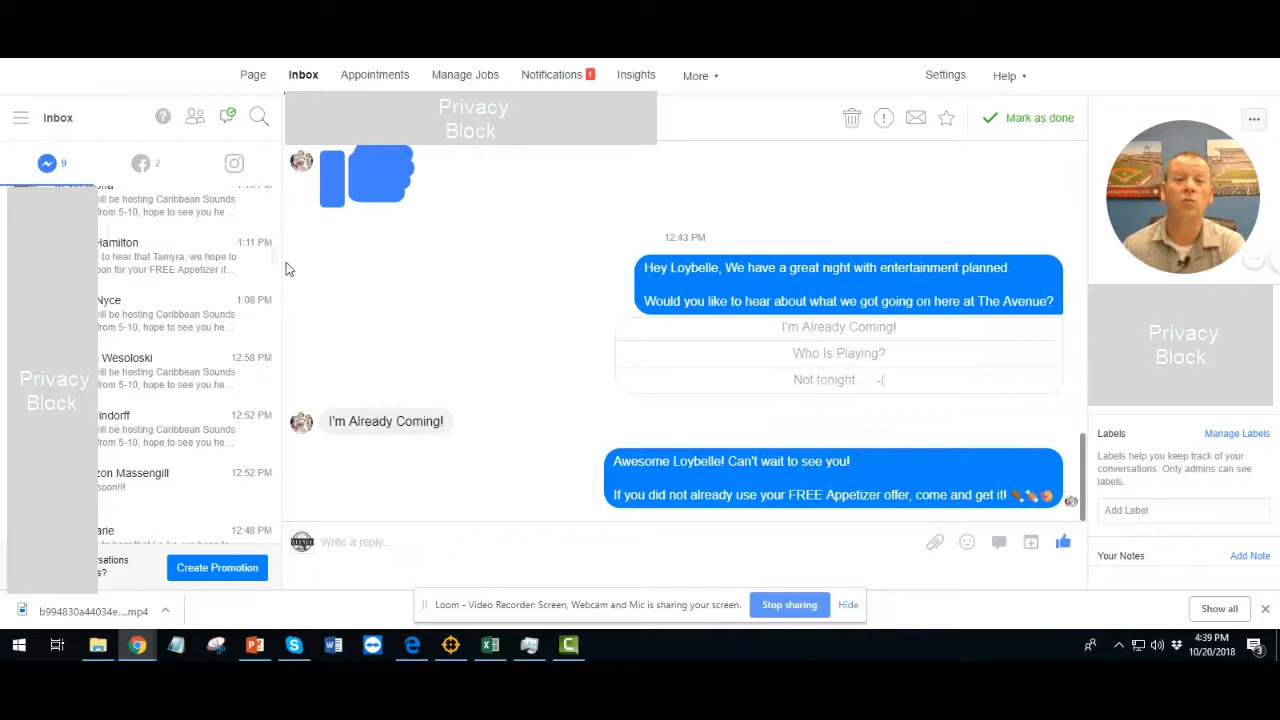 Page
Inbox
Appointments
Manage Jobs
Notifications 1
Insights
More
Settings
Help
Inbox
Privacy
Block
Mark as done
9
2
will be hosting Caribbean Sounds
from 5-10, hope to see you he...
Hamilton 1:11 PM
to hear that Tamyra, we hope to
on for your FREE Appetizer if...
Nyce 1:08 PM
will be hosting Caribbean Sounds
from 5-10, hope to see you he...
Wesoloski 12:58 PM
will be hosting Caribbean Sounds
from 5-10, hope to see you he...
indorff 12:52 PM
will be hosting Caribbean Sounds
from 5-10, hope to see you he...
zon Massengill 12:52 PM
soon!!!
arie 12:48 PM
Privacy
Block
Create Promotion
12:43 PM
Hey Loybelle, We have a great night with entertainment planned.
Would you like to hear about what we got going on here at The Avenue?
I'm Already Coming!
Who Is Playing?
Not tonight... :-(
I'm Already Coming!
Awesome Loybelle! Can't wait to see you!
If you did not already use your FREE Appetizer offer, come and get it!
Write a reply...
Privacy
Block
Labels Manage Labels
Labels help you keep track of your
conversations. Only admins can see
labels.
Add Label
Your Notes Add Note
b994830a44034e....mp4
Loom - Video Recorder: Screen, Webcam and Mic is sharing your screen.
Stop sharing
Hide
Show all
4:39 PM
10/20/2018
3